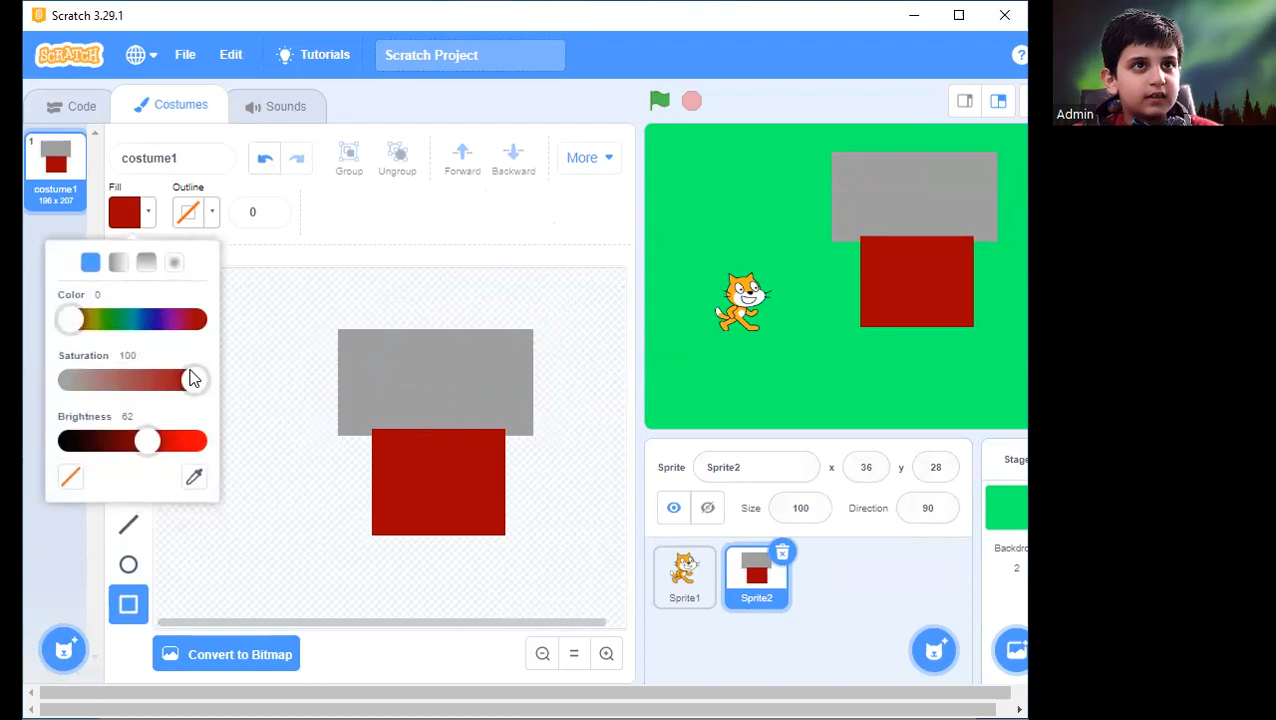 Scratch 3.29.1
SCRATCH
File
Edit
Tutorials
Scratch Project
Admin
Code
Costumes
Sounds
1
costume1
196 x 207
costume1
Group
Ungroup
Forward
Backward
More
Fill
Outline
0
Color 0
Saturation 100
Brightness 62
Convert to Bitmap
Sprite
Sprite2
x
36
y
28
Size
100
Direction
90
Sprite1
Sprite2
Stage
Backdro
2